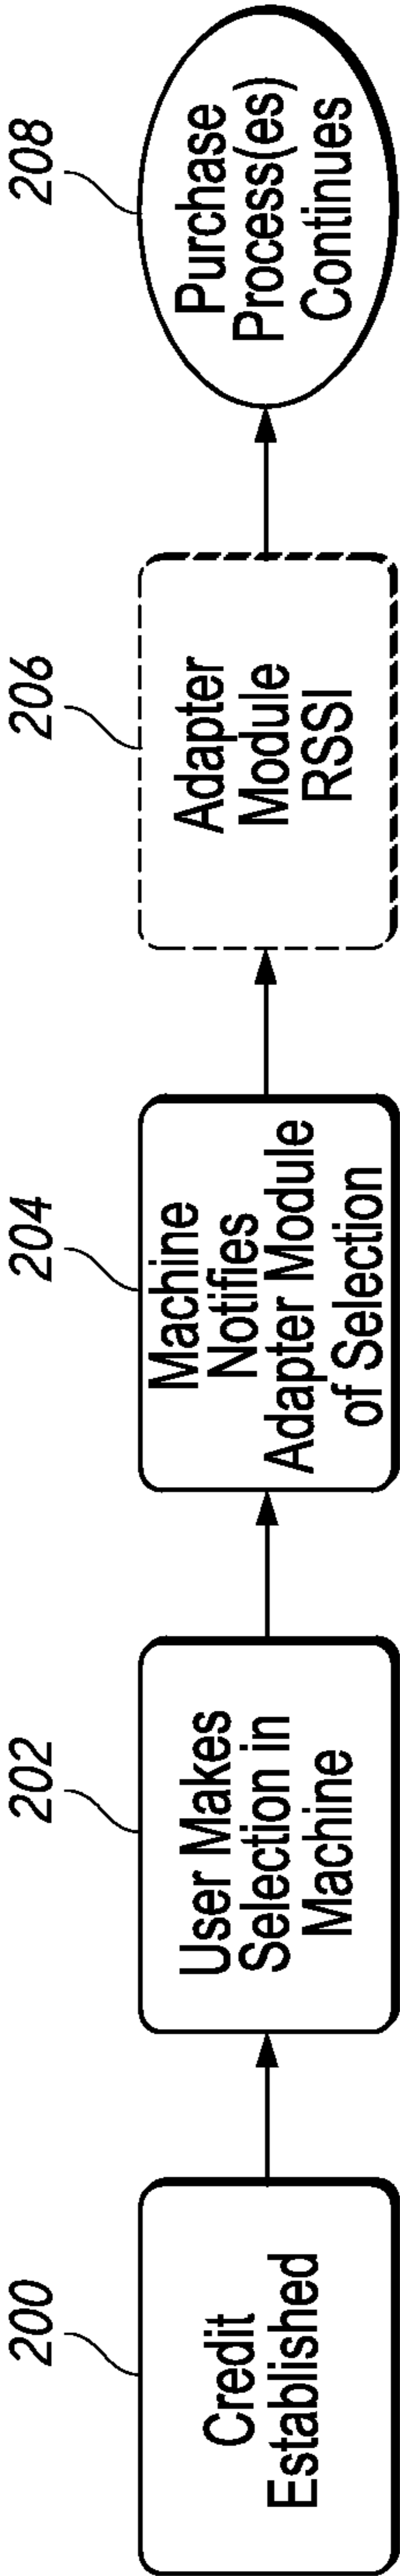 200
Credit
Established
202
User Makes
Selection in
Machine
204
Machine
Notifies
Adapter Module
of Selection
206
Adapter
Module
RSSI
208
Purchase
Process(es)
Continues